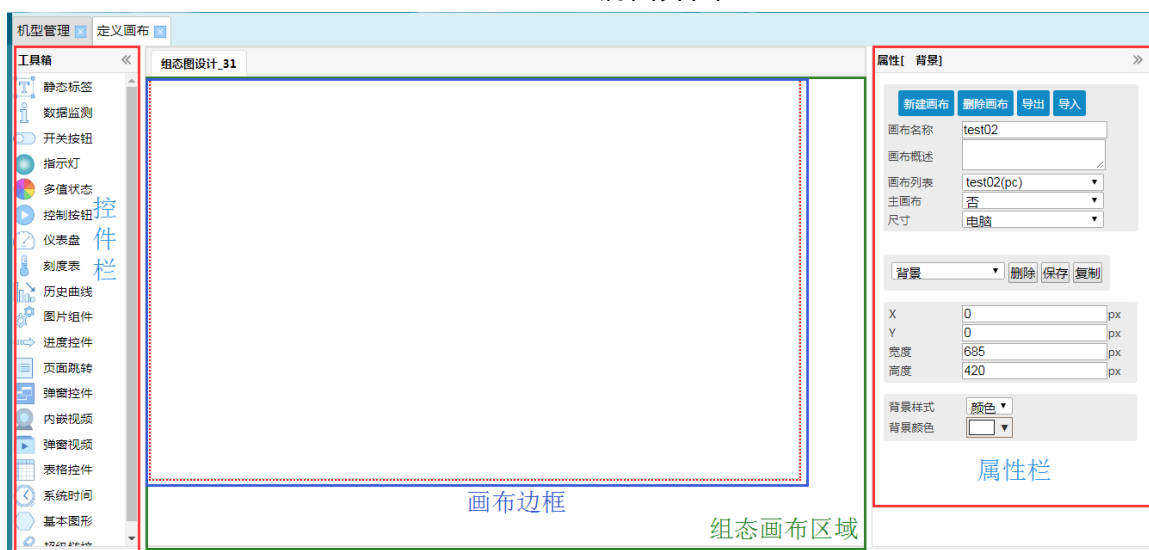 机型管理 定义画布
工具箱
静态标签
数据监测
开关按钮
指示灯
多值状态
控制按钮
仪表盘
刻度表
历史曲线
图片组件
进度控件
页面跳转
弹窗控件
内嵌视频
弹窗视频
表格控件
系统时间
基本图形
控件栏
组态图设计_31
画布边框
组态画布区域
属性[ 背景]
新建画布 删除画布 导出 导入
画布名称 test02
画布概述
画布列表 test02(pc)
主画布 否
尺寸 电脑
背景 删除 保存 复制
X 0 px
Y 0 px
宽度 685 px
高度 420 px
背景样式 颜色
背景颜色
属性栏